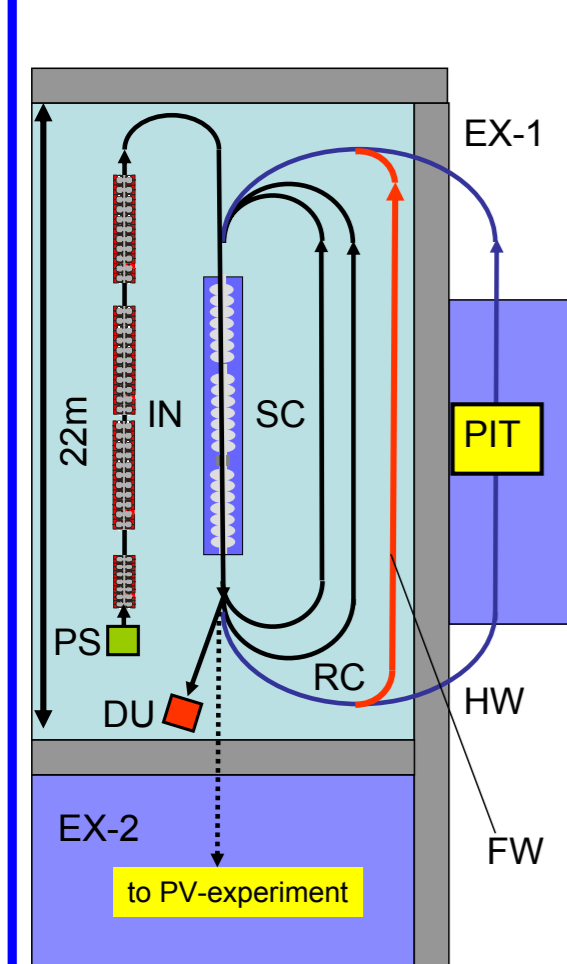 EX-1
22m
IN
SC
PIT
PS
RC
DU
HW
EX-2
FW
to PV-experiment